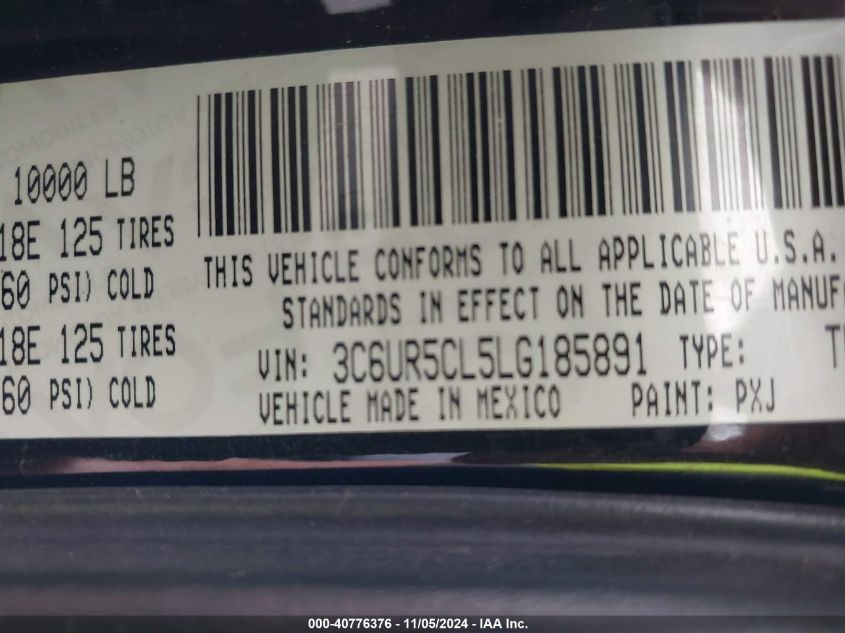 10000 LB
18E 125 TIRES
60 PSI) COLD
18E 125 TIRES
60 PSI) COLD
THIS VEHICLE CONFORMS TO ALL APPLICABLE U.S.A.
STANDARDS IN EFFECT ON THE DATE OF MANUF
VIN: 3C6UR5CL5LG185891 TYPE: T
VEHICLE MADE IN MEXICO PAINT: PXJ
000-40776376 - 11/05/2024 - IAA Inc.